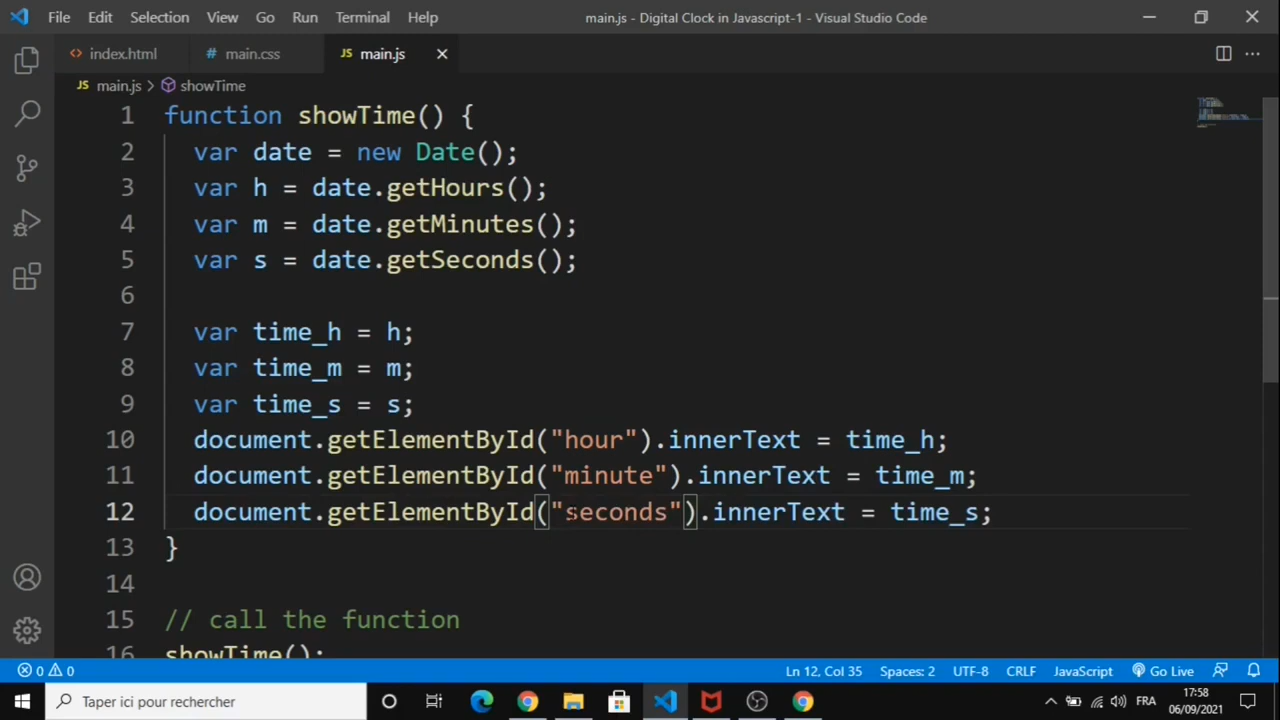 File Edit Selection View Go Run Terminal Help main.js - Digital Clock in Javascript-1 - Visual Studio Code
<> index.html # main.css JS main.js
JS main.js > showTime
1 function showTime() {
2 var date = new Date();
3 var h = date.getHours();
4 var m = date.getMinutes();
5 var s = date.getSeconds();
6
7 var time_h = h;
8 var time_m = m;
9 var time_s = s;
10 document.getElementById("hour").innerText = time_h;
11 document.getElementById("minute").innerText = time_m;
12 document.getElementById("seconds").innerText = time_s;
13 }
14
15 // call the function
16 showTime();
0 0 Ln 12, Col 35 Spaces: 2 UTF-8 CRLF JavaScript Go Live
Taper ici pour rechercher FRA 17:58
06/09/2021